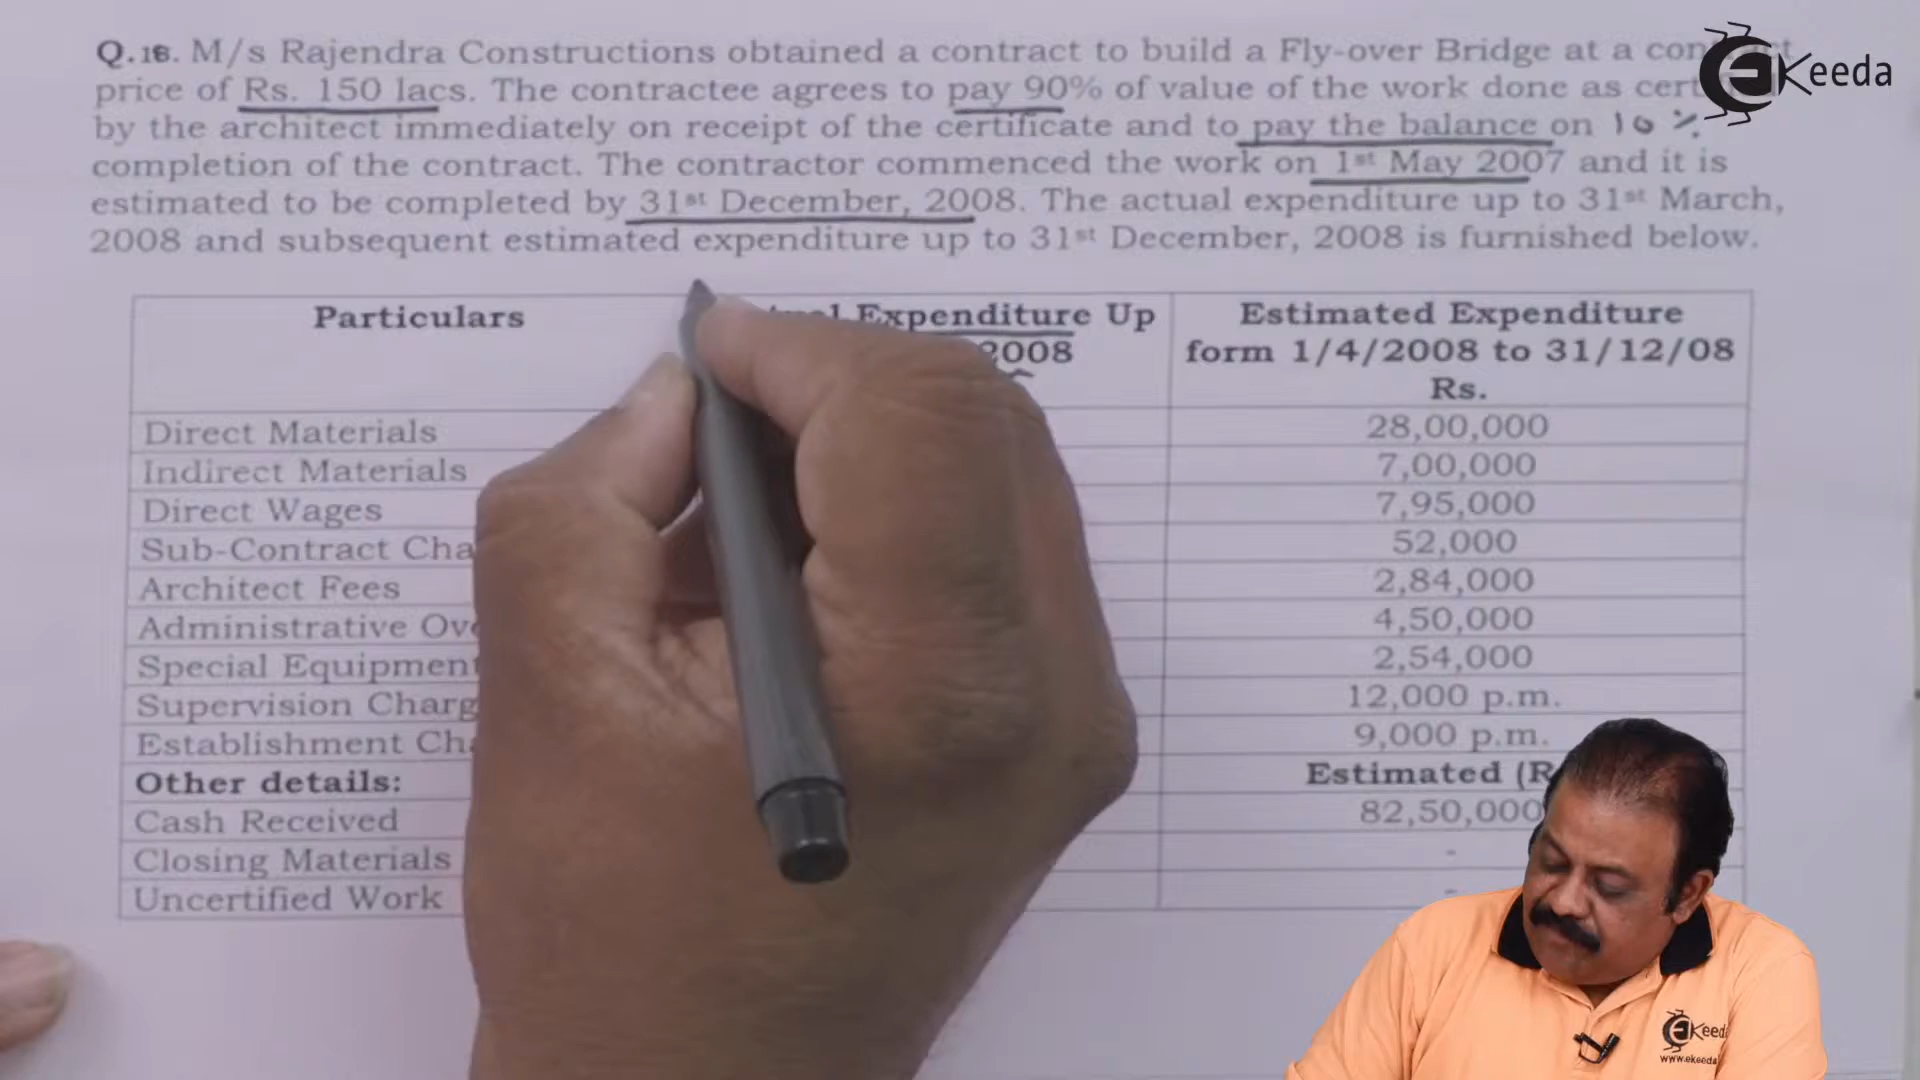 Q.18. M/s Rajendra Constructions obtained a contract to build a Fly-over Bridge at a
Keeda
price of Rs. 150 lacs. The contractee agrees to pay 90% of value of the work done as
by the architect immediately on receipt of the certificate and to pay the balance on 10 %
completion of the contract. The contractor commenced the work on 1st May 2007 and it is
estimated to be completed by 31st December, 2008. The actual expenditure up to 31st March,
2008 and subsequent estimated expenditure up to 31st December, 2008 is furnished below.
Particulars Expenditure Up Estimated Expenditure
2008 form 1/4/2008 to 31/12/08
Rs.
Direct Materials 28,00,000
Indirect Materials 7,00,000
Direct Wages 7,95,000
Sub-Contract 52,000
Architect Fees 2,84,000
Administrative 4,50,000
Special 2,54,000
Supervision 12,000 p.m.
Establishment 9,000 p.m.
Other details: Estimated
Cash Received 82,50,000
Closing Materials -
Uncertified Work -
Keeda
www.ekeeda